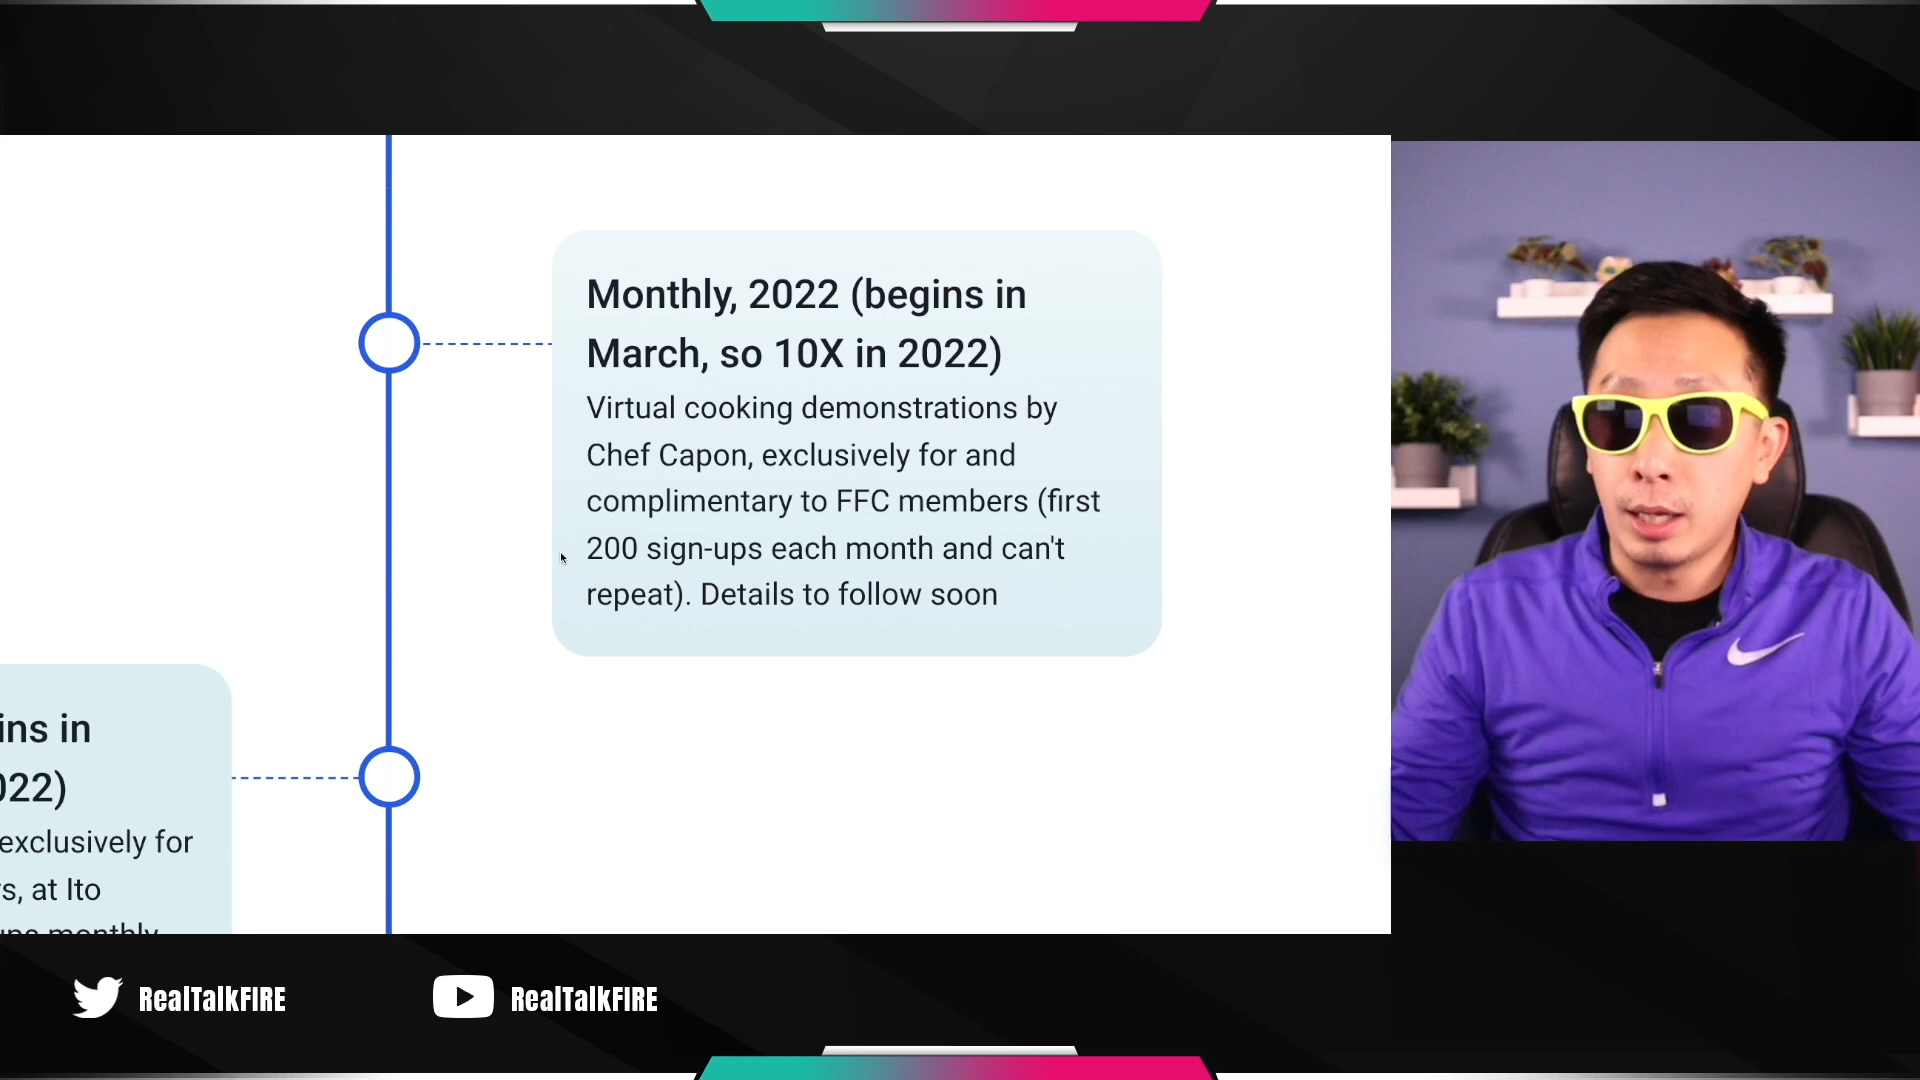 Monthly, 2022 (begins in
March, so 10X in 2022)
Virtual cooking demonstrations by
Chef Capon, exclusively for and
complimentary to FFC members (first
200 sign-ups each month and can't
repeat). Details to follow soon
ins in
022)
exclusively for
s, at Ito
monthly
RealTalkFIRE
RealTalkFIRE